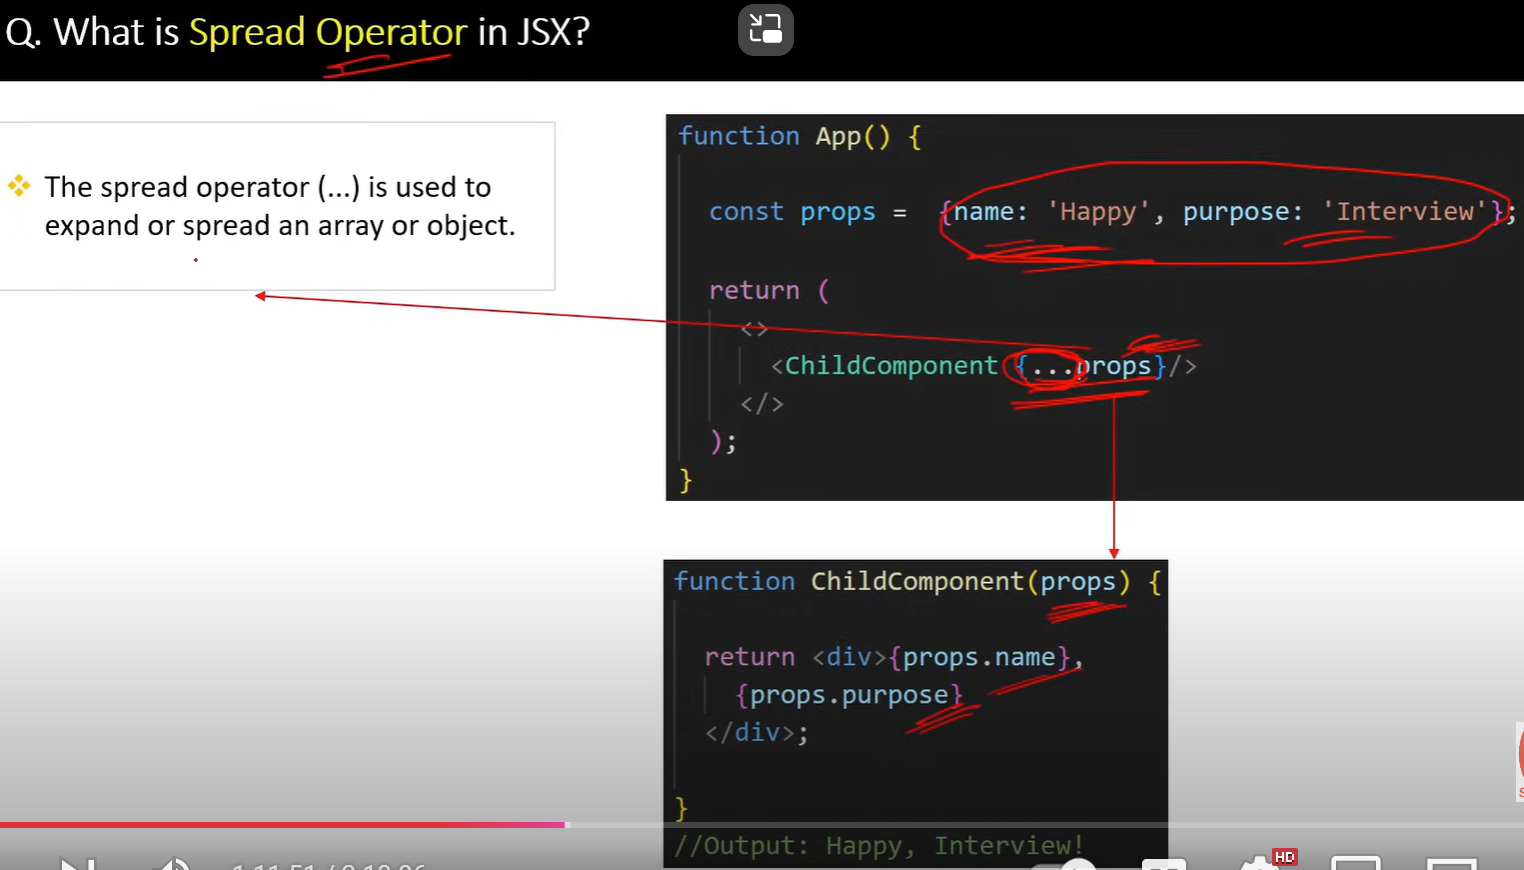 Q. What is Spread Operator in JSX?
The spread operator (...) is used to
expand or spread an array or object.
function App() {
const props = {name: 'Happy', purpose: 'Interview'};
return (
<>
<ChildComponent {...props}/>
</>
);
}
function ChildComponent(props) {
return <div>{props.name},
{props.purpose}
</div>;
}
//Output: Happy, Interview!
HD